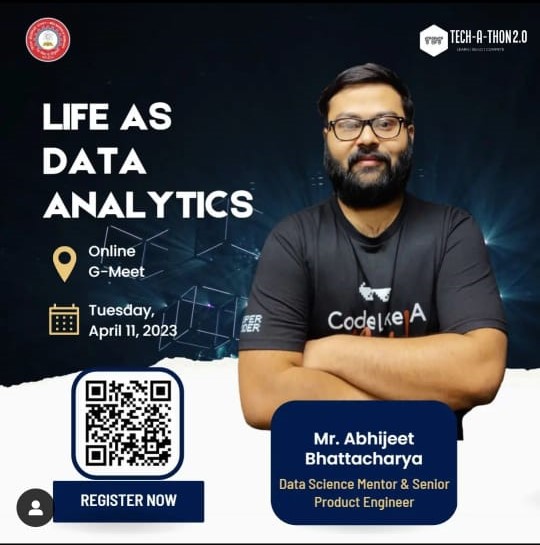 TECH-A-THON 2.0
LIFE AS
DATA
ANALYTICS
Online
G-Meet
Tuesday,
April 11, 2023
Code
Mr. Abhijeet
Bhattacharya
Data Science Mentor & Senior
Product Engineer
REGISTER NOW